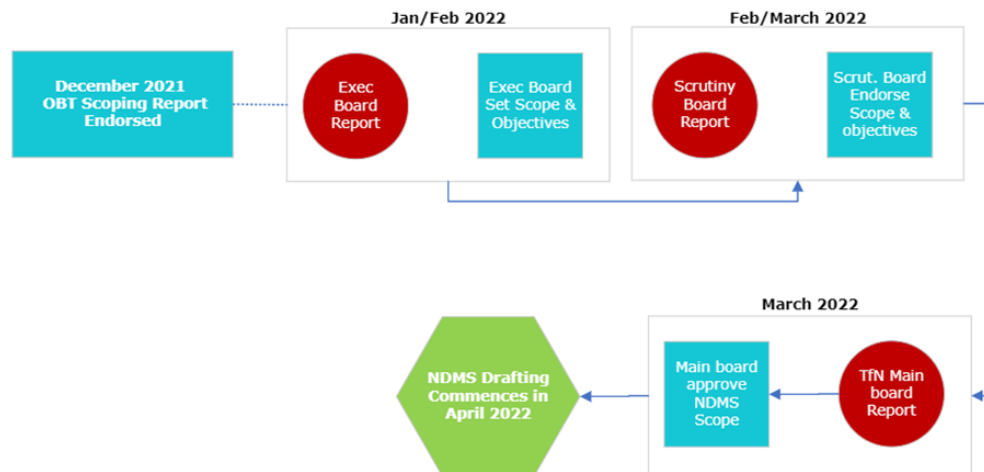 Jan/Feb 2022
Feb/March 2022
December 2021
OBT Scoping Report
Endorsed
Exec
Board
Report
Exec Board
Set Scope &
Objectives
Scrutiny
Board
Report
Scrut. Board
Endorse
Scope &
objectives
March 2022
NDMS Drafting
Commences in
April 2022
Main board
approve
NDMS
Scope
TfN Main
board
Report